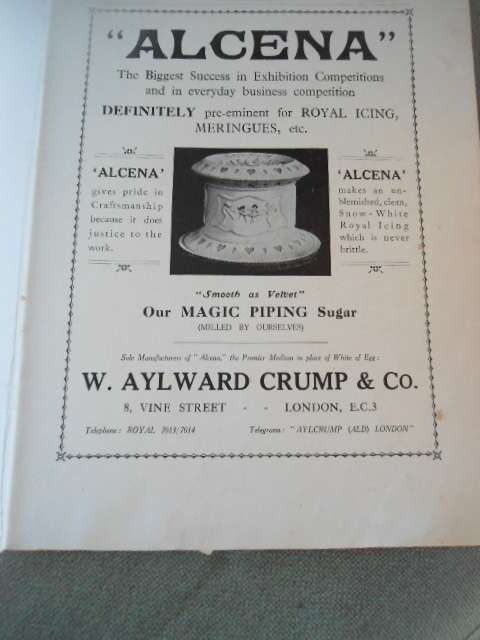 "ALCENA"
The Biggest Success in Exhibition Competitions
and in everyday business competition
DEFINITELY pre-eminent for ROYAL ICING,
MERINGUES, etc.
'ALCENA'
gives pride in
Craftsmanship
because it does
justice to the
work.
'ALCENA'
makes an un-
blemished, clean,
Snow-White
Royal Icing
which is never
brittle.
"Smooth as Velvet"
Our MAGIC PIPING Sugar
(MILLED BY OURSELVES)
Sole Manufacturers of "Alcena," the Premier Medium in place of White of Egg:
W. AYLWARD CRUMP & Co.
8, VINE STREET - - LONDON, E.C.3
Telephone: ROYAL 7013/7014 Telegrams: "AYLCRUMP (ALD) LONDON"